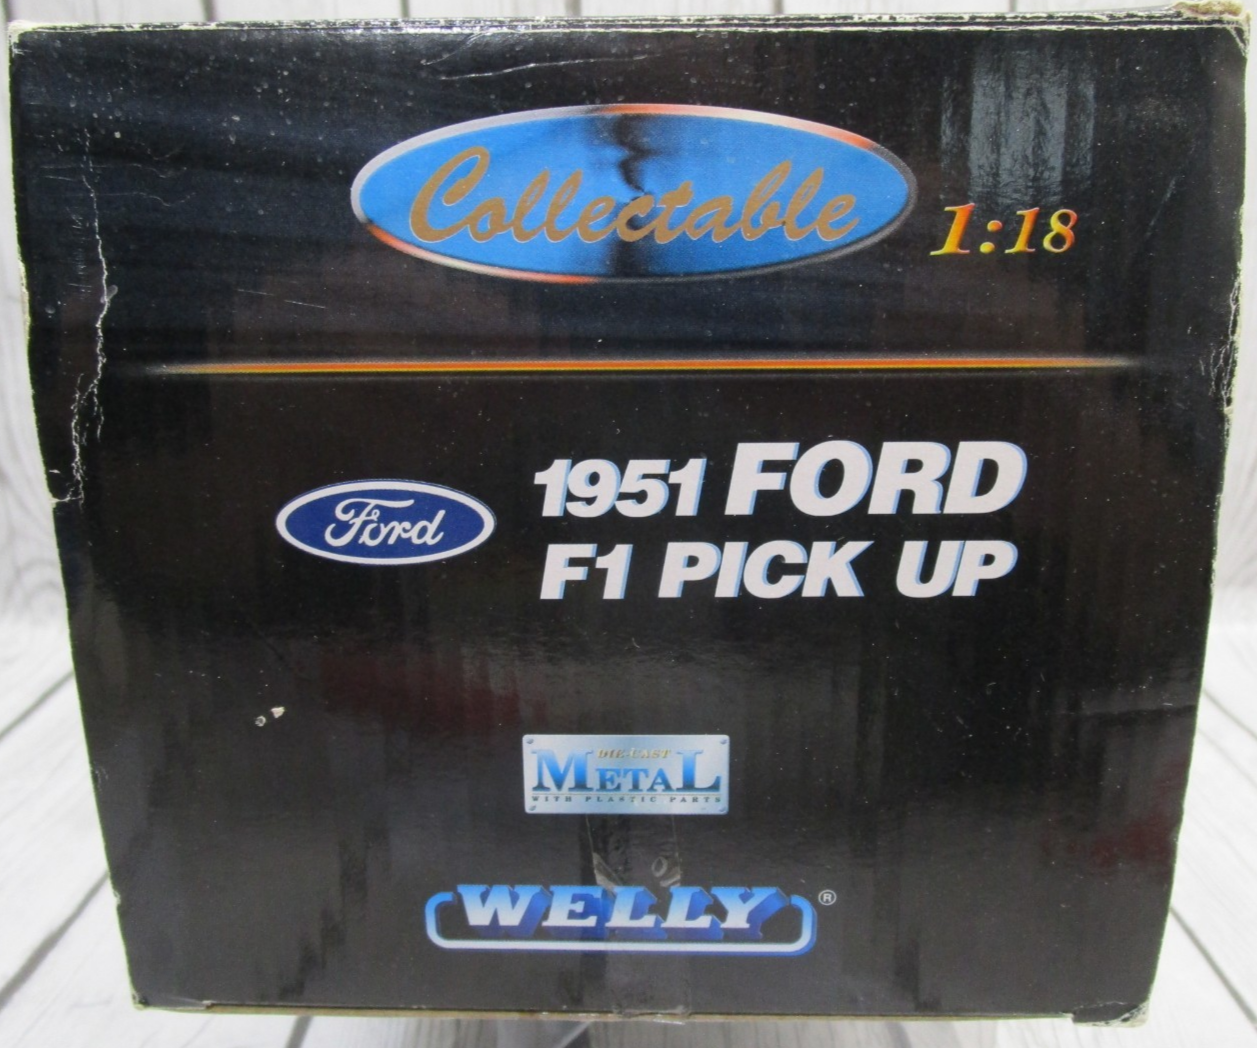 Collectable
1:18
Ford
1951 FORD
F1 PICK UP
DIE-CAST
METAL
WITH PLASTIC PARTS
WELLY®